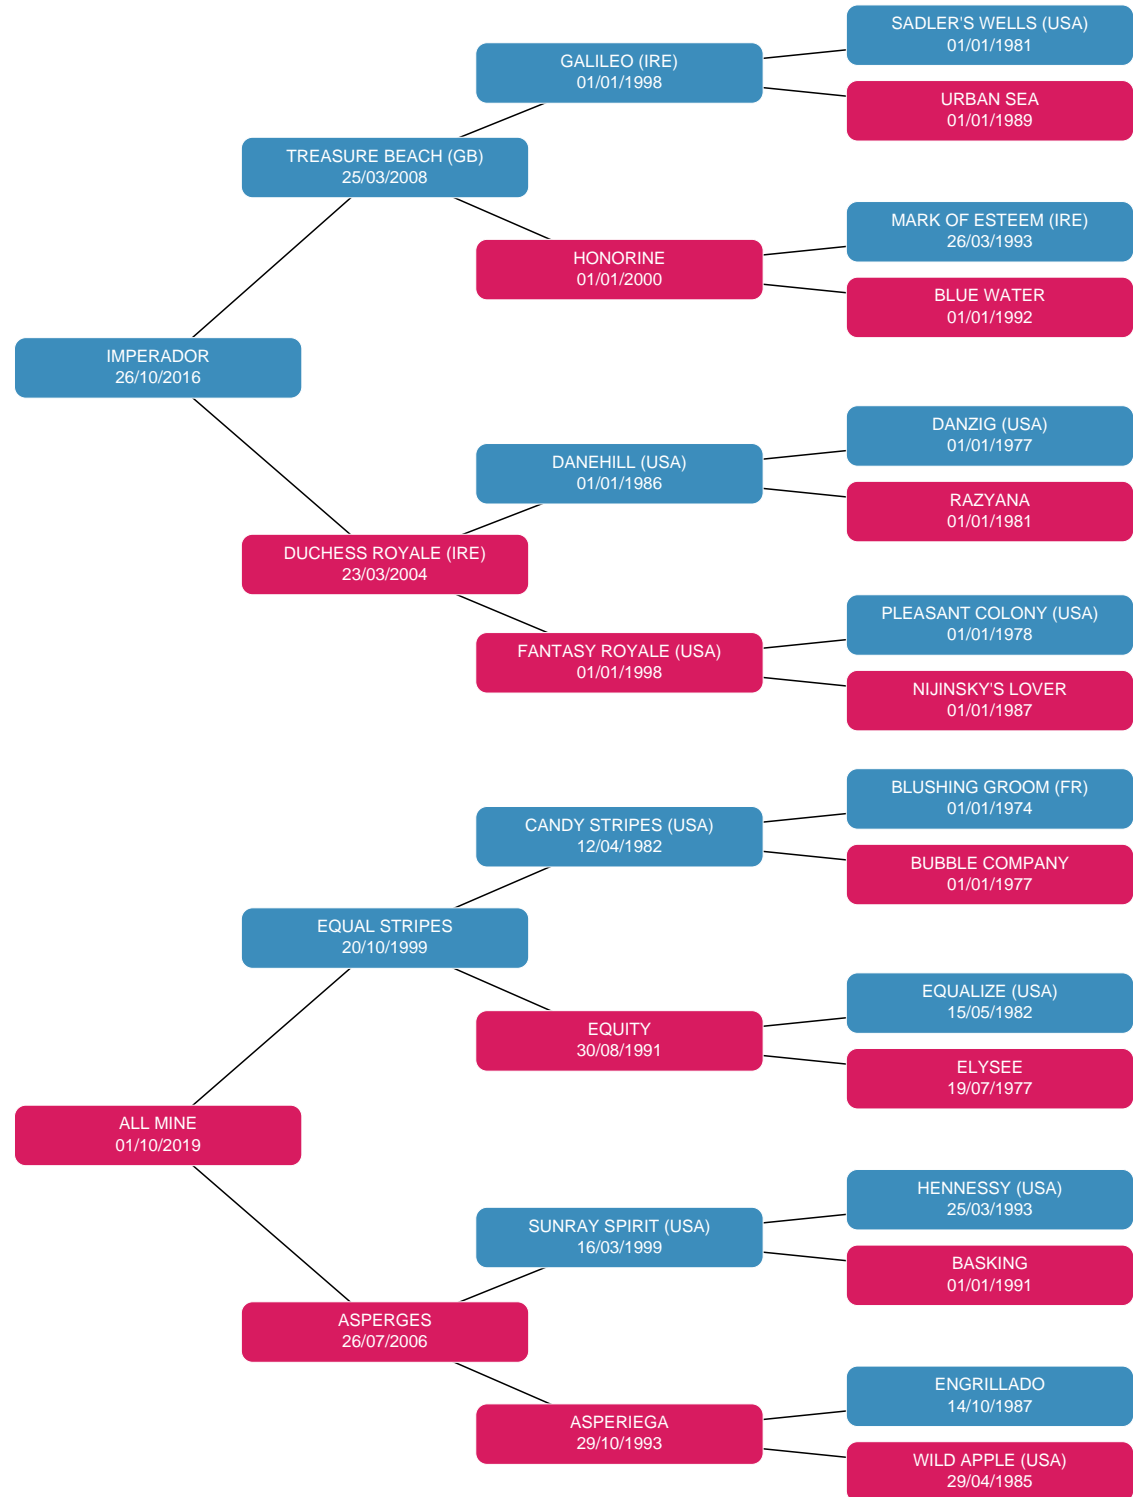 SADLER'S WELLS (USA)
01/01/1981
GALILEO (IRE)
01/01/1998
URBAN SEA
01/01/1989
TREASURE BEACH (GB)
25/03/2008
MARK OF ESTEEM (IRE)
26/03/1993
HONORINE
01/01/2000
BLUE WATER
01/01/1992
IMPERADOR
26/10/2016
DANZIG (USA)
01/01/1977
DANEHILL (USA)
01/01/1986
RAZYANA
01/01/1981
DUCHESS ROYALE (IRE)
23/03/2004
PLEASANT COLONY (USA)
01/01/1978
FANTASY ROYALE (USA)
01/01/1998
NIJINSKY'S LOVER
01/01/1987
BLUSHING GROOM (FR)
01/01/1974
CANDY STRIPES (USA)
12/04/1982
BUBBLE COMPANY
01/01/1977
EQUAL STRIPES
20/10/1999
EQUALIZE (USA)
15/05/1982
EQUITY
30/08/1991
ELYSEE
19/07/1977
ALL MINE
01/10/2019
HENNESSY (USA)
25/03/1993
SUNRAY SPIRIT (USA)
16/03/1999
BASKING
01/01/1991
ASPERGES
26/07/2006
ENGRILLADO
14/10/1987
ASPERIEGA
29/10/1993
WILD APPLE (USA)
29/04/1985